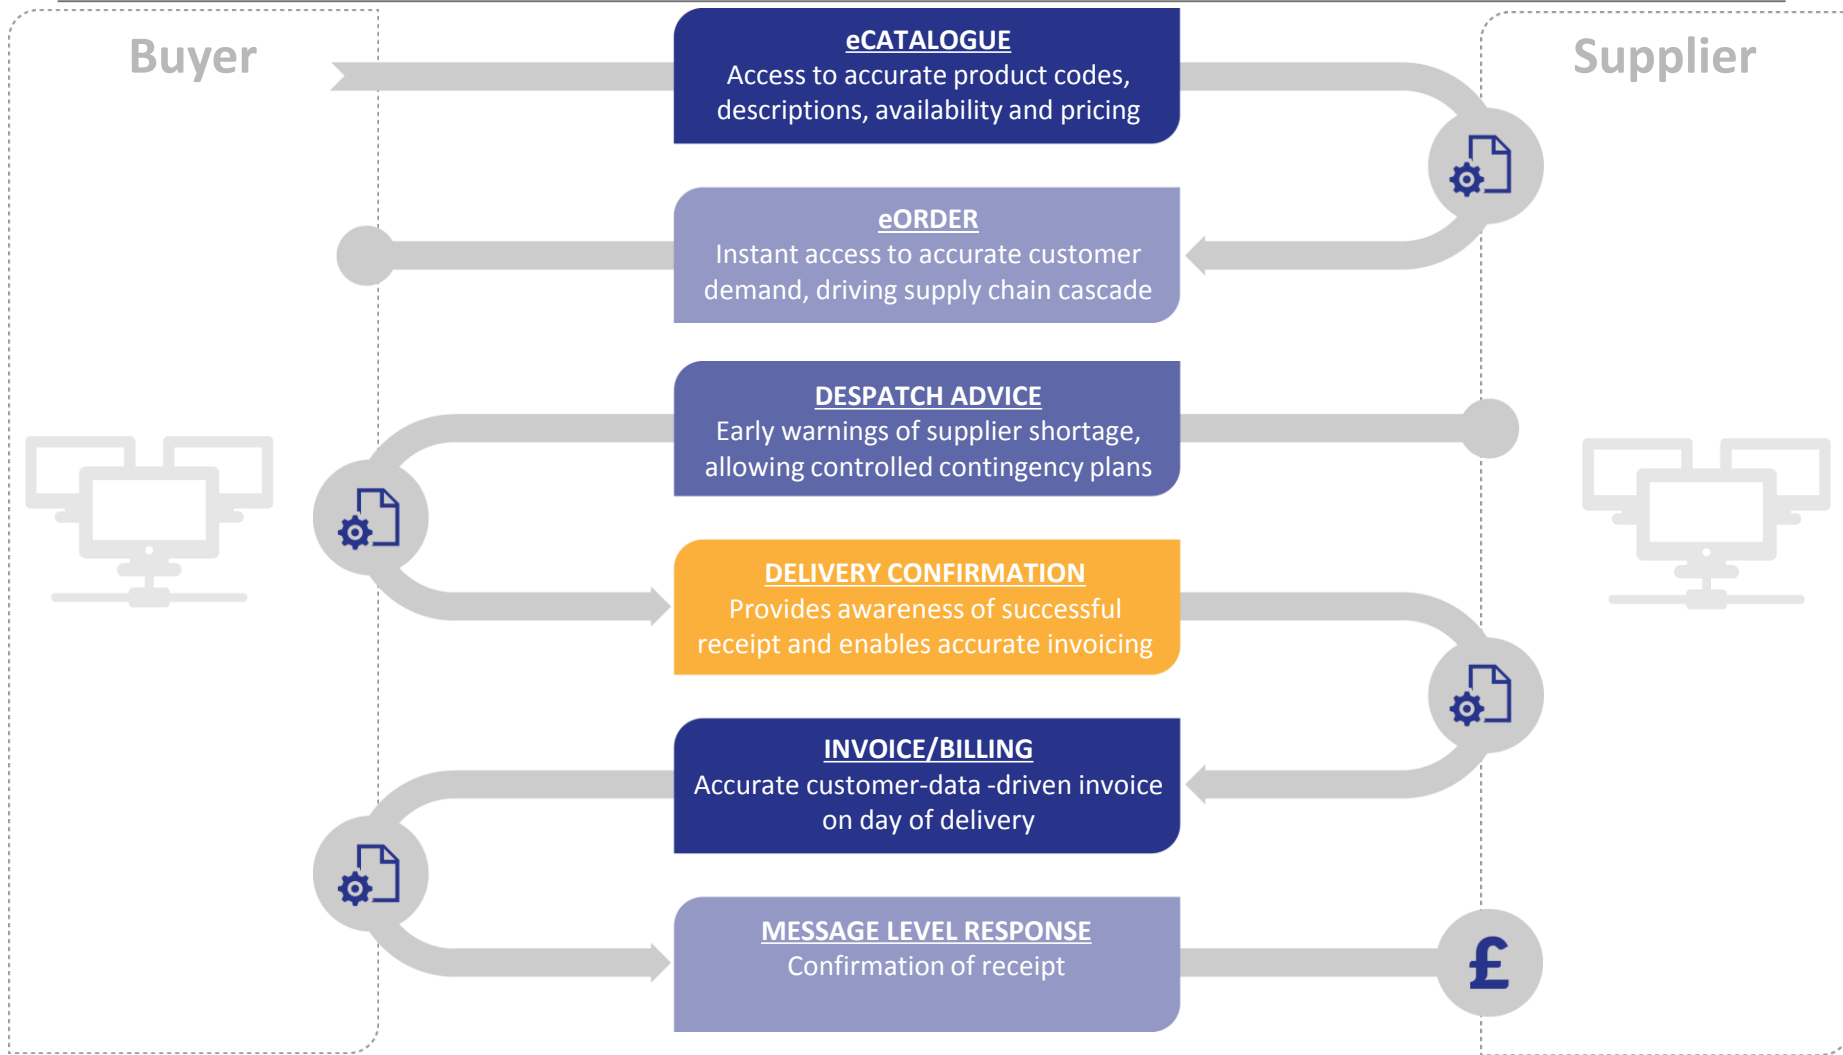 Buyer
Supplier
eCATALOGUE
Access to accurate product codes,
descriptions, availability and pricing
eORDER
Instant access to accurate customer
demand, driving supply chain cascade
DESPATCH ADVICE
Early warnings of supplier shortage,
allowing controlled contingency plans
DELIVERY CONFIRMATION
Provides awareness of successful
receipt and enables accurate invoicing
INVOICE/BILLING
Accurate customer-data -driven invoice
on day of delivery
MESSAGE LEVEL RESPONSE
Confirmation of receipt
£